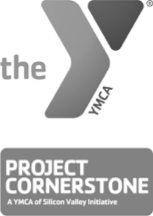 the
YMCA
®
PROJECT
CORNERSTONE
A YMCA of Silicon Valley Initiative